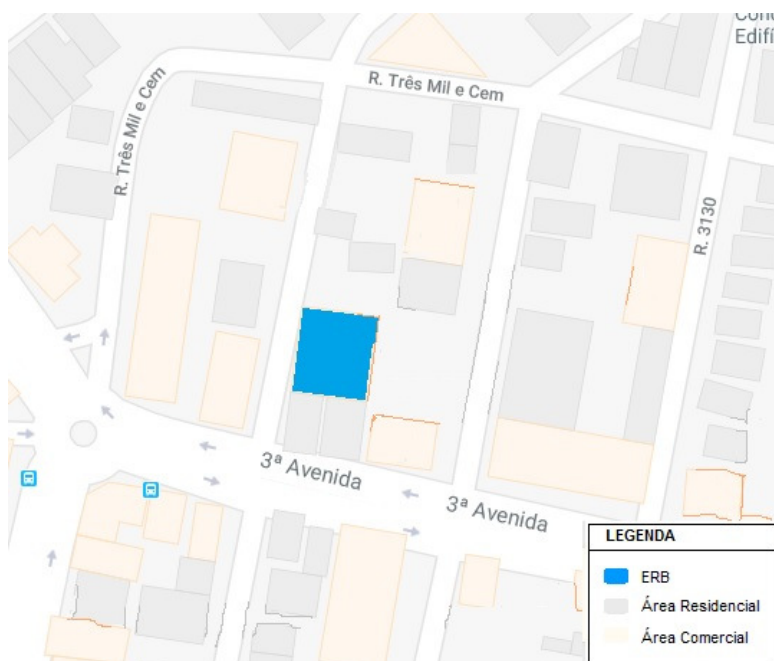 Edifí
R. Três Mil e Cem
R. Três Mil e Cem
R. 3130
3ª Avenida
3ª Avenida
LEGENDA
ERB
Área Residencial
Área Comercial